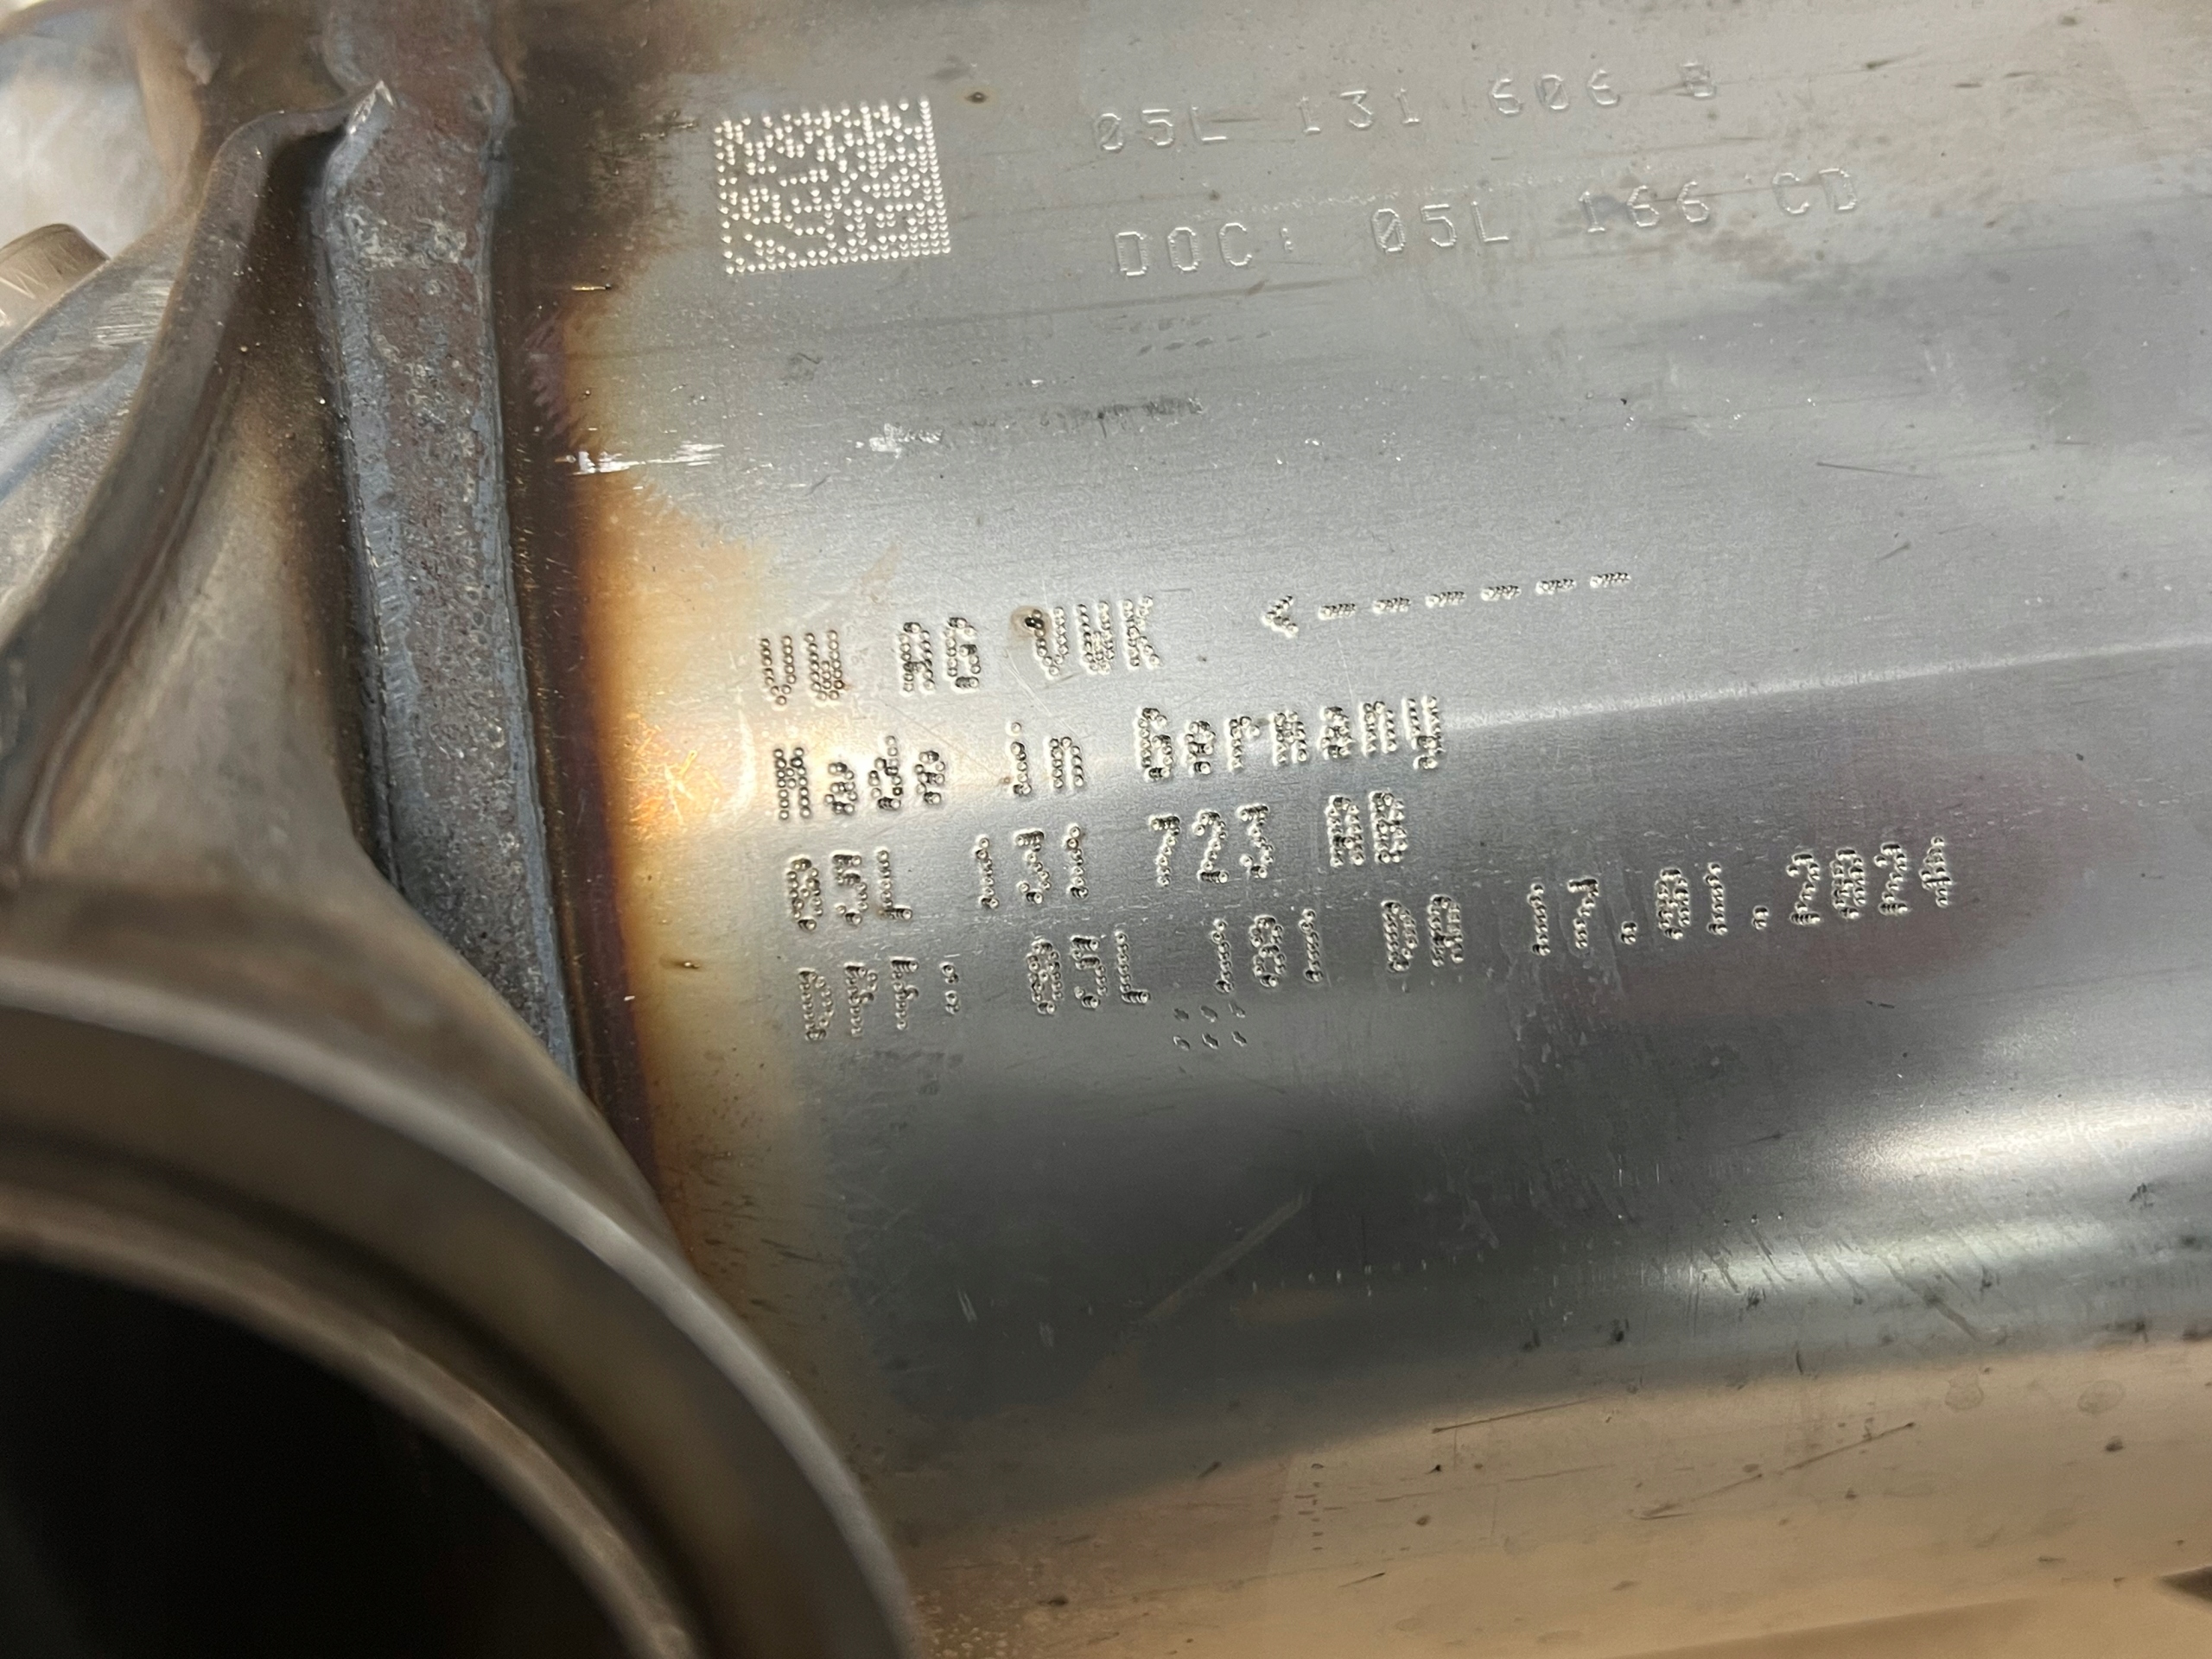 05L 131 606 B
DOC: 05L 166 CD
VW AG VWK <------
Made in Germany
05L 131 723 AB
DPF: 05L 181 DA 17.01.2024